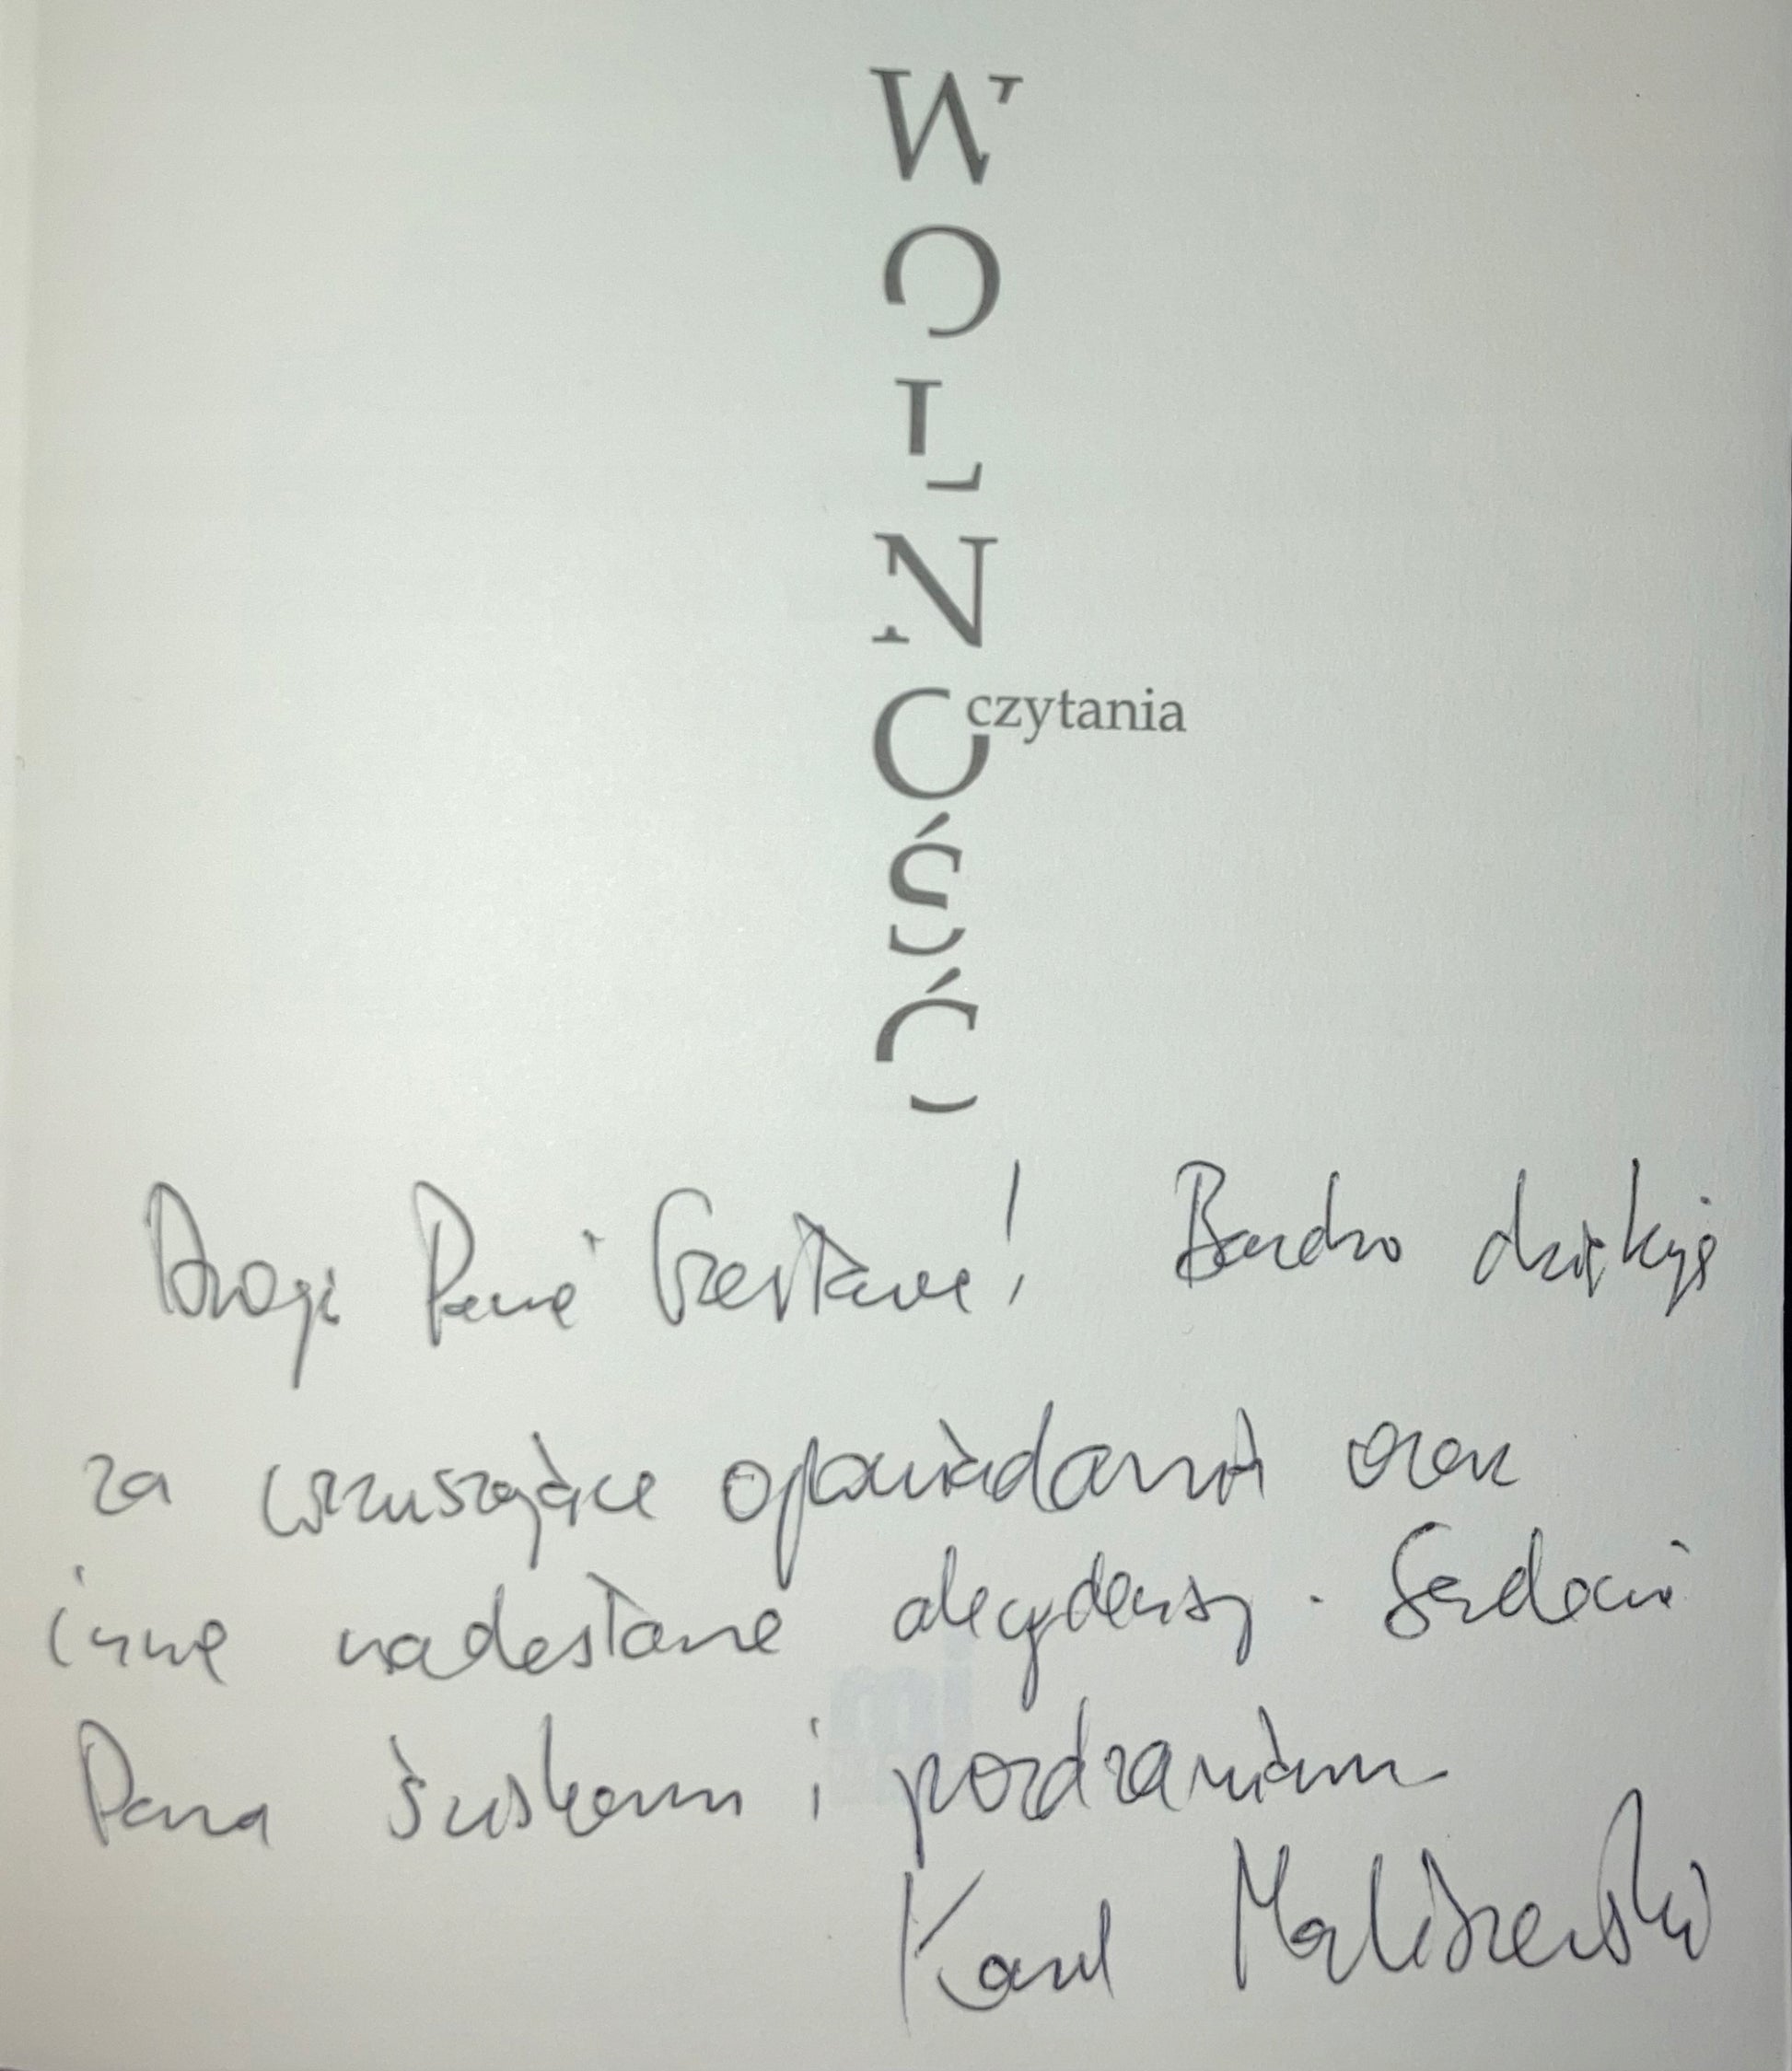 WOLNOŚĆ
czytania
Drogi Panie Czesławie! Bardzo dziękuję
za wzruszające opowiadania oraz
inne nadesłane Serdecznie
Pana ściskam i pozdrawiam
Karol Maliszewski